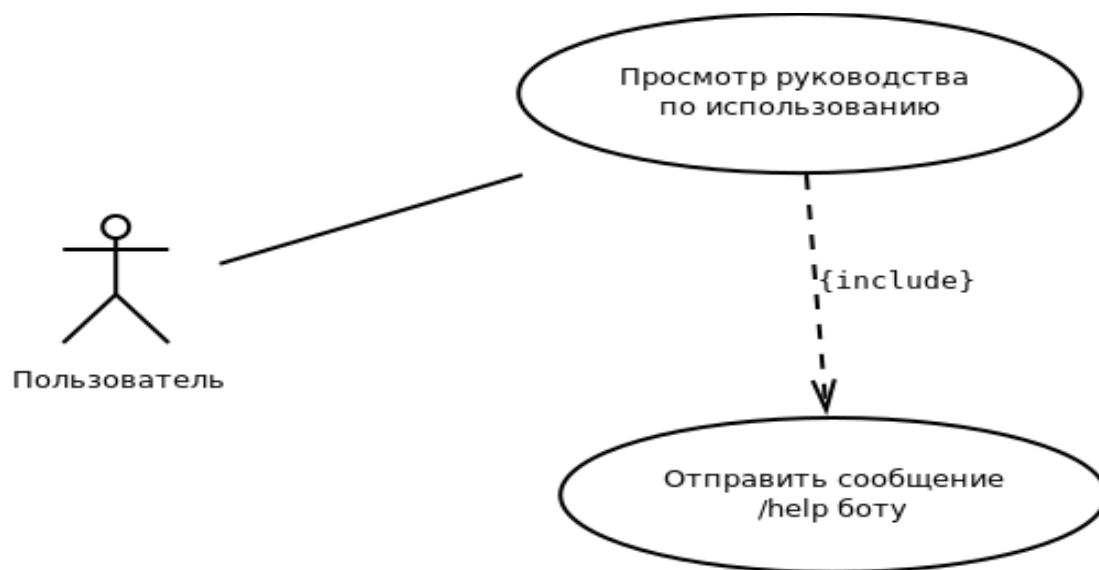 Просмотр руководства
по использованию
{include}
Пользователь
Отправить сообщение
/help боту